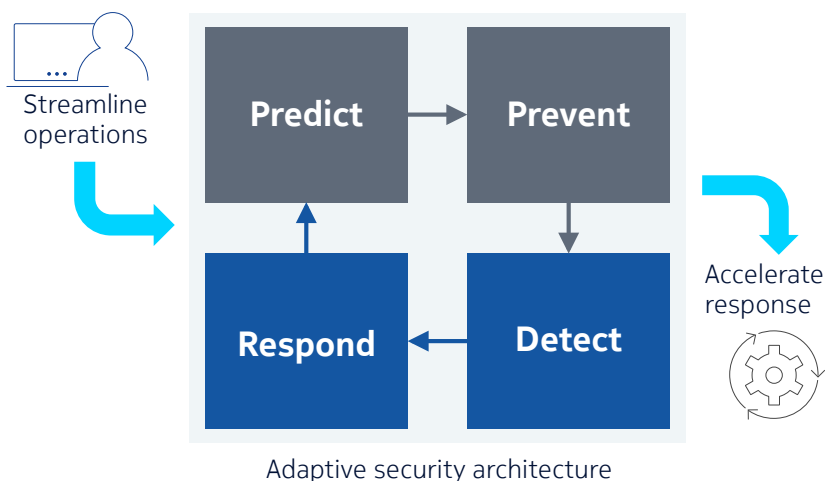 Streamline
operations
Predict
Prevent
Respond
Detect
Accelerate
response
Adaptive security architecture